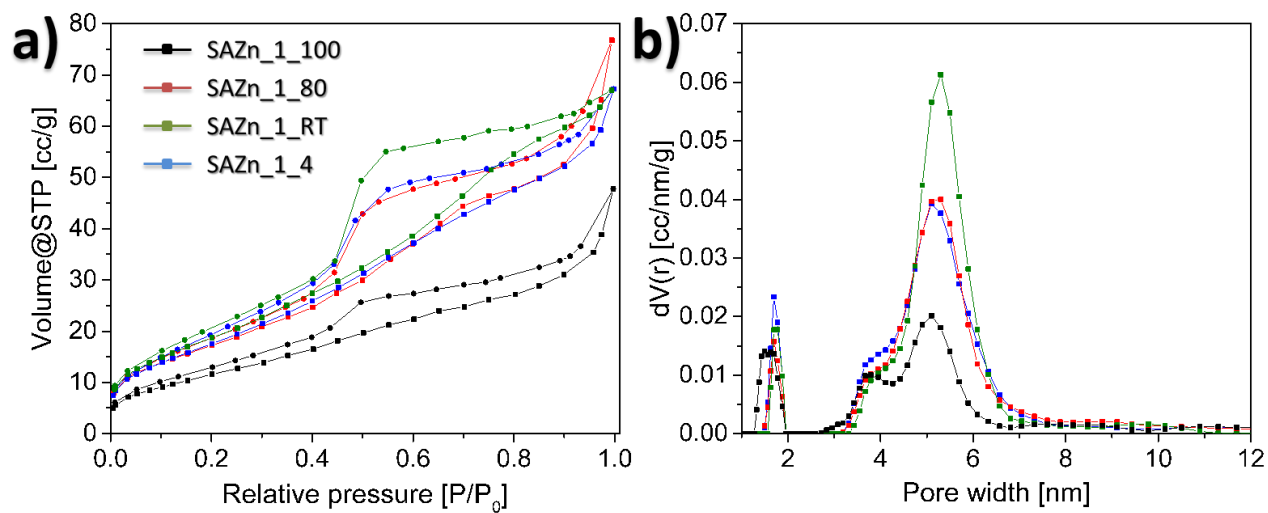 a)
SAZn_1_100
SAZn_1_80
SAZn_1_RT
SAZn_1_4
Volume@STP [cc/g]
80
70
60
50
40
30
20
10
0
0.0 0.2 0.4 0.6 0.8 1.0
Relative pressure [P/P₀]
b)
dV(r) [cc/nm/g]
0.07
0.06
0.05
0.04
0.03
0.02
0.01
0.00
2 4 6 8 10 12
Pore width [nm]